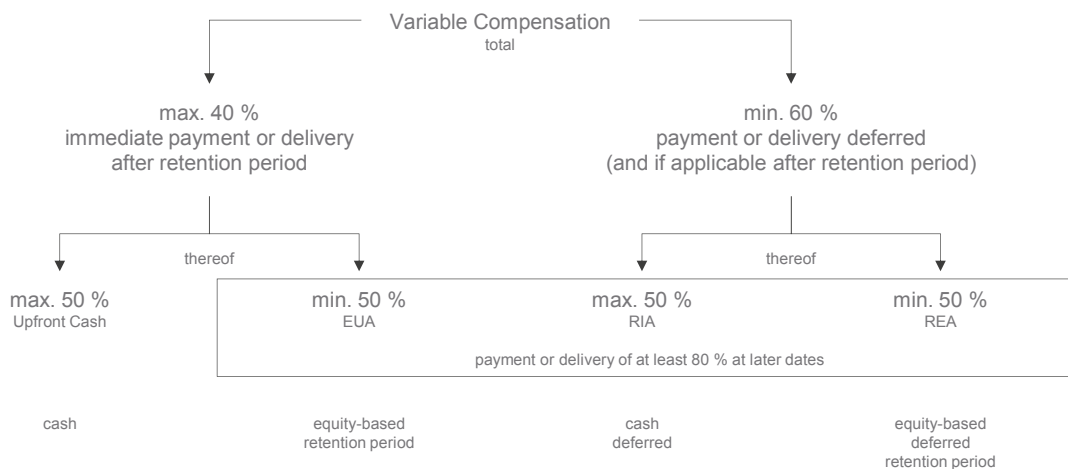 Variable Compensation
total
max. 40 %
immediate payment or delivery
after retention period
min. 60 %
payment or delivery deferred
(and if applicable after retention period)
thereof
thereof
max. 50 %
Upfront Cash
min. 50 %
EUA
max. 50 %
RIA
min. 50 %
REA
payment or delivery of at least 80 % at later dates
cash
equity-based
retention period
cash
deferred
equity-based
deferred
retention period